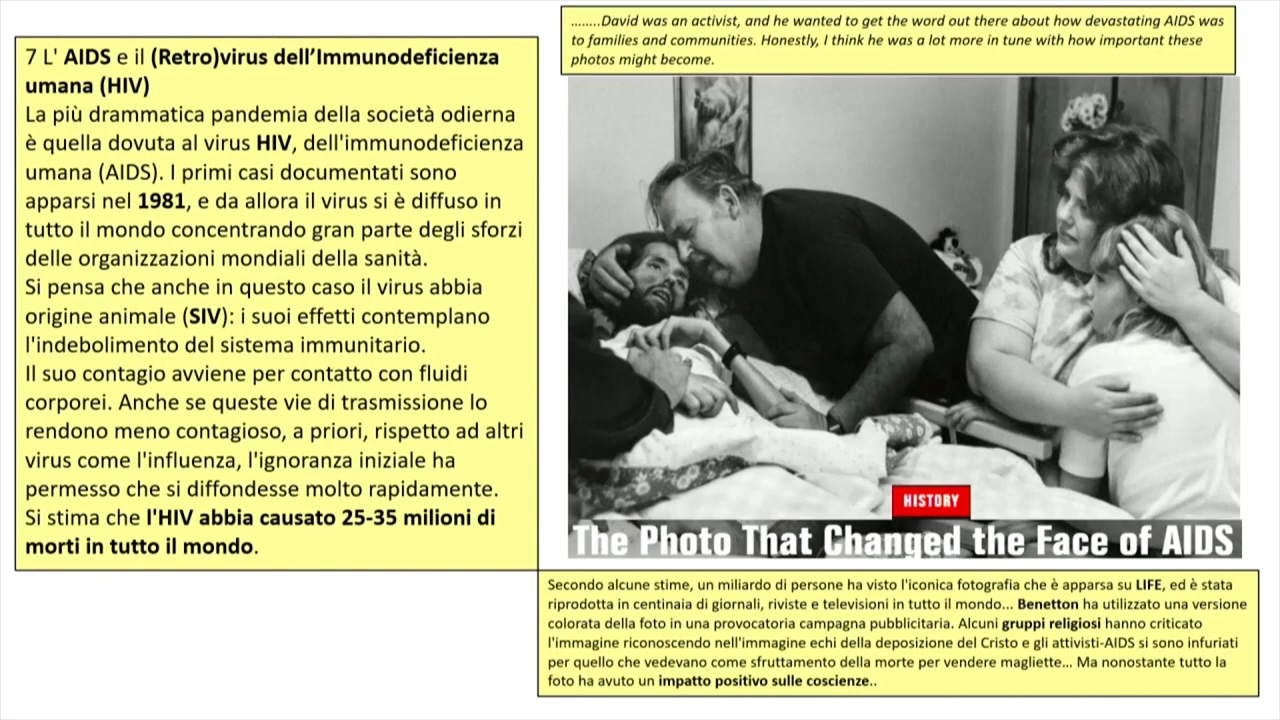 7 L' AIDS e il (Retro)virus dell’Immunodeficienza
umana (HIV)
La più drammatica pandemia della società odierna
è quella dovuta al virus HIV, dell'immunodeficienza
umana (AIDS). I primi casi documentati sono
apparsi nel 1981, e da allora il virus si è diffuso in
tutto il mondo concentrando gran parte degli sforzi
delle organizzazioni mondiali della sanità.
Si pensa che anche in questo caso il virus abbia
origine animale (SIV): i suoi effetti contemplano
l'indebolimento del sistema immunitario.
Il suo contagio avviene per contatto con fluidi
corporei. Anche se queste vie di trasmissione lo
rendono meno contagioso, a priori, rispetto ad altri
virus come l'influenza, l'ignoranza iniziale ha
permesso che si diffondesse molto rapidamente.
Si stima che l'HIV abbia causato 25-35 milioni di
morti in tutto il mondo.
........David was an activist, and he wanted to get the word out there about how devastating AIDS was
to families and communities. Honestly, I think he was a lot more in tune with how important these
photos might become.
HISTORY
The Photo That Changed the Face of AIDS
Secondo alcune stime, un miliardo di persone ha visto l'iconica fotografia che è apparsa su LIFE, ed è stata
riprodotta in centinaia di giornali, riviste e televisioni in tutto il mondo... Benetton ha utilizzato una versione
colorata della foto in una provocatoria campagna pubblicitaria. Alcuni gruppi religiosi hanno criticato
l'immagine riconoscendo nell'immagine echi della deposizione del Cristo e gli attivisti-AIDS si sono infuriati
per quello che vedevano come sfruttamento della morte per vendere magliette... Ma nonostante tutto la
foto ha avuto un impatto positivo sulle coscienze..